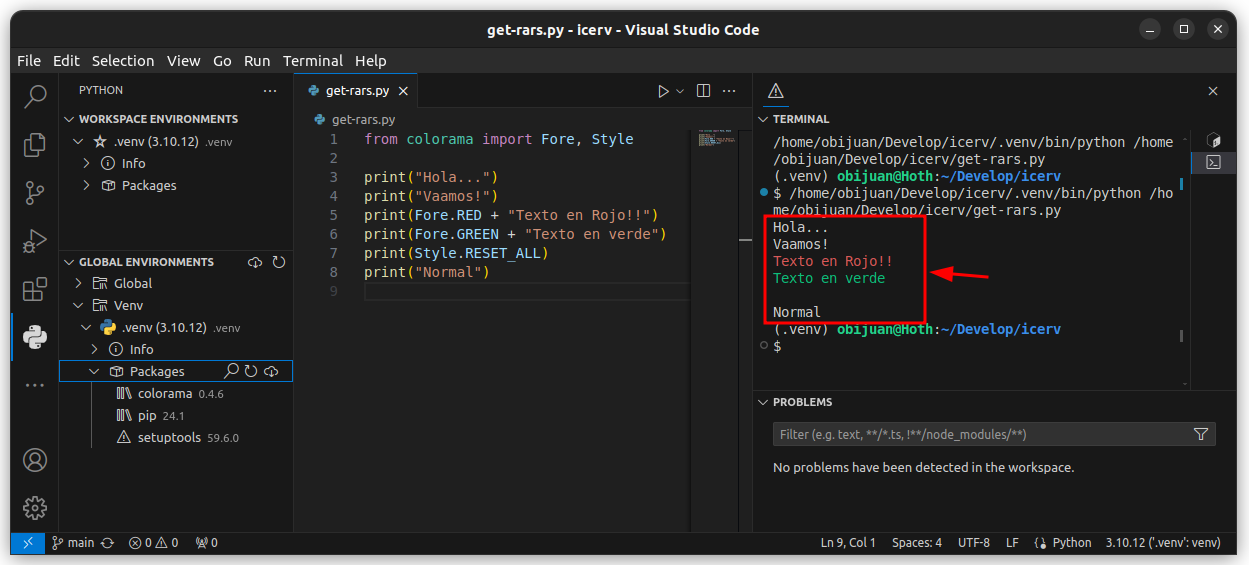 get-rars.py - icerv - Visual Studio Code
File Edit Selection View Go Run Terminal Help
PYTHON
WORKSPACE ENVIRONMENTS
.venv (3.10.12) .venv
Info
Packages
GLOBAL ENVIRONMENTS
Global
Venv
.venv (3.10.12) .venv
Info
Packages
colorama 0.4.6
pip 24.1
setuptools 59.6.0
get-rars.py
get-rars.py
1 from colorama import Fore, Style
2
3 print("Hola...")
4 print("Vaamos!")
5 print(Fore.RED + "Texto en Rojo!!")
6 print(Fore.GREEN + "Texto en verde")
7 print(Style.RESET_ALL)
8 print("Normal")
9
TERMINAL
/home/obijuan/Develop/icerv/.venv/bin/python /home
/obijuan/Develop/icerv/get-rars.py
(.venv) obijuan@Hoth:~/Develop/icerv
$ /home/obijuan/Develop/icerv/.venv/bin/python /ho
me/obijuan/Develop/icerv/get-rars.py
Hola...
Vaamos!
Texto en Rojo!!
Texto en verde
Normal
(.venv) obijuan@Hoth:~/Develop/icerv
$
PROBLEMS
Filter (e.g. text, **/*.ts, !**/node_modules/**)
No problems have been detected in the workspace.
main 0 0 0 Ln 9, Col 1 Spaces: 4 UTF-8 LF Python 3.10.12 ('.venv': venv)